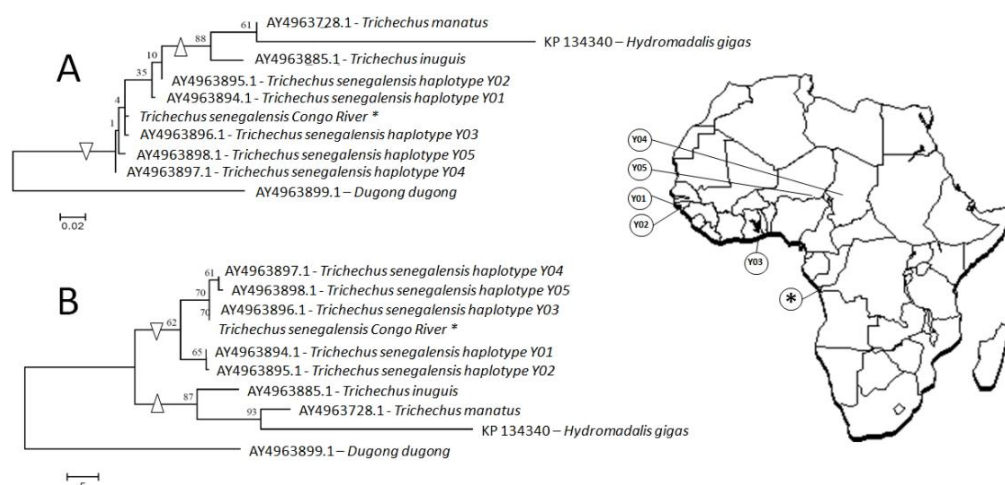 A
61
AY4963728.1 - Trichechus manatus
88
KP 134340 – Hydromadalis gigas
AY4963885.1 - Trichechus inuguis
10
AY4963895.1 - Trichechus senegalensis haplotype Y02
35
AY4963894.1 - Trichechus senegalensis haplotype Y01
4
Trichechus senegalensis Congo River *
1
AY4963896.1 - Trichechus senegalensis haplotype Y03
AY4963898.1 - Trichechus senegalensis haplotype Y05
AY4963897.1 - Trichechus senegalensis haplotype Y04
AY4963899.1 – Dugong dugong
0.02
B
61
AY4963897.1 - Trichechus senegalensis haplotype Y04
70
AY4963898.1 - Trichechus senegalensis haplotype Y05
70
AY4963896.1 - Trichechus senegalensis haplotype Y03
62
Trichechus senegalensis Congo River *
65
AY4963894.1 - Trichechus senegalensis haplotype Y01
AY4963895.1 - Trichechus senegalensis haplotype Y02
87
AY4963885.1 - Trichechus inuguis
93
AY4963728.1 - Trichechus manatus
KP 134340 – Hydromadalis gigas
AY4963899.1 – Dugong dugong
5
Y04
Y05
Y01
Y02
Y03
*